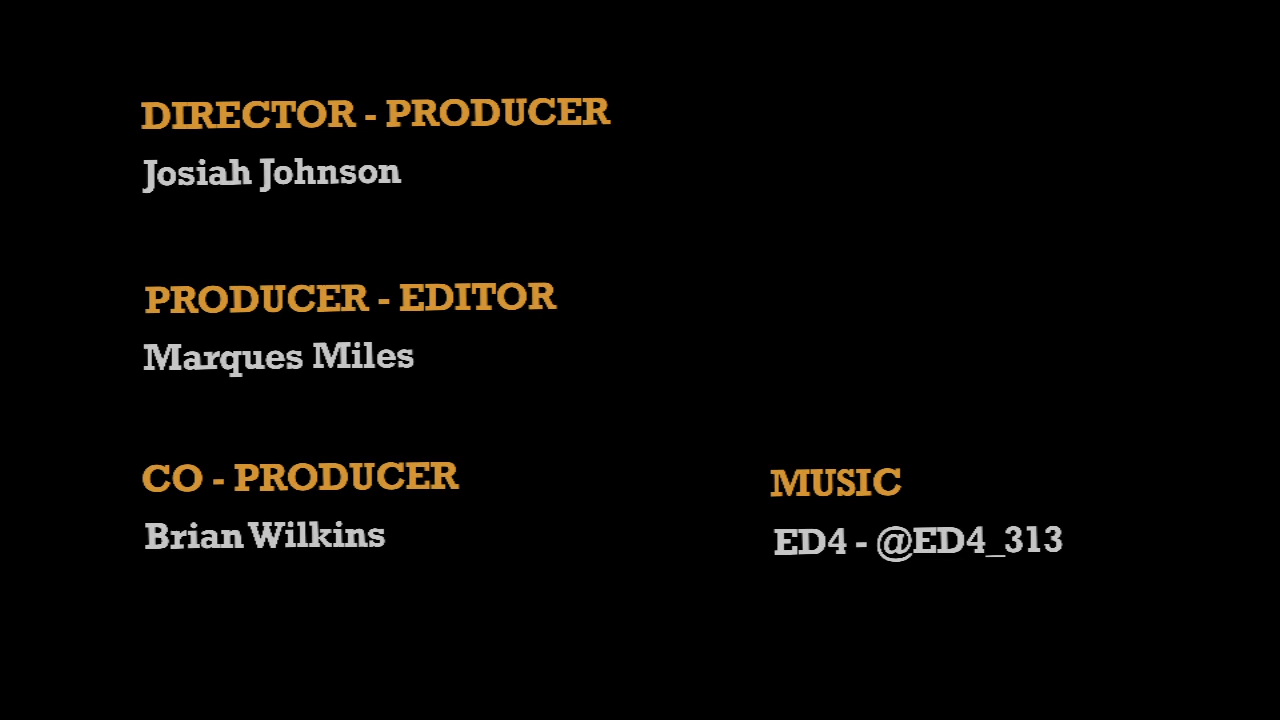 DIRECTOR - PRODUCER
Josiah Johnson
PRODUCER - EDITOR
Marques Miles
CO - PRODUCER
Brian Wilkins
MUSIC
ED4 - @ED4_313